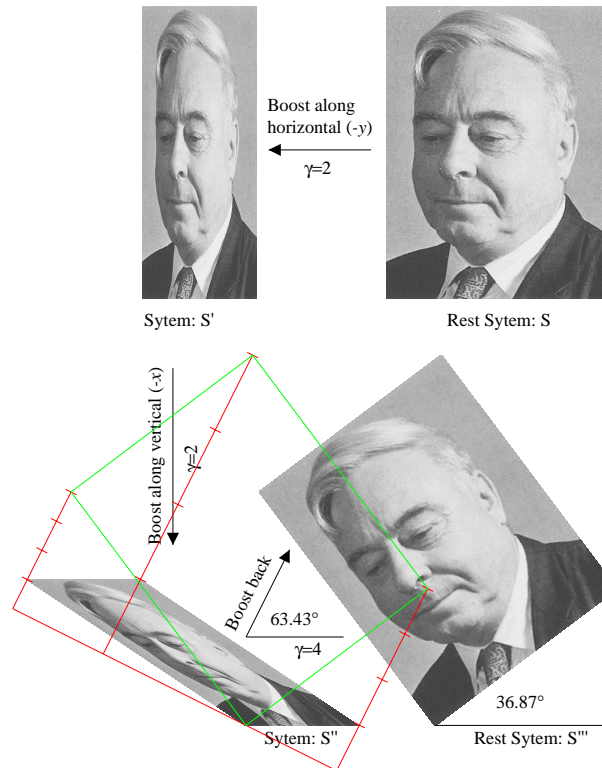 Boost along
horizontal (-y)
γ=2
Sytem: S'
Rest Sytem: S
Boost along vertical (-x)
γ=2
Boost back
63.43°
γ=4
36.87°
Sytem: S''
Rest Sytem: S'''